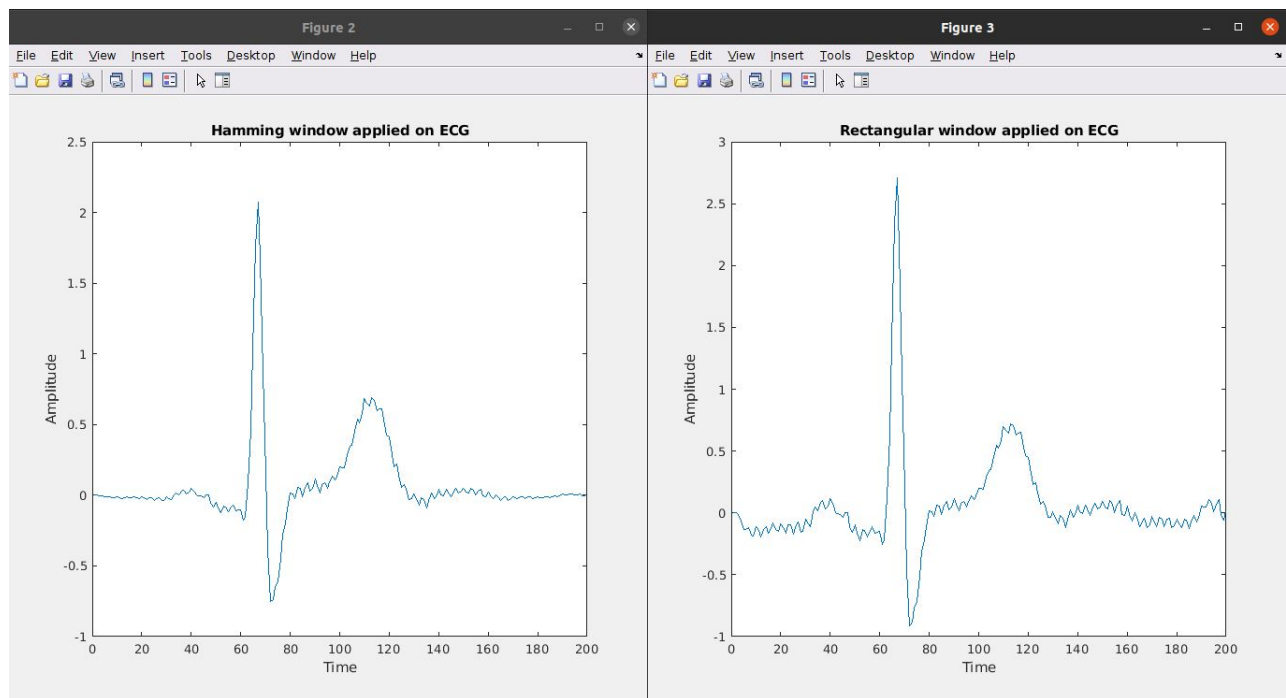 Figure 2
File Edit View Insert Tools Desktop Window Help
Hamming window applied on ECG
2.5
2
1.5
1
0.5
0
-0.5
-1
Amplitude
0 20 40 60 80 100 120 140 160 180 200
Time
Figure 3
File Edit View Insert Tools Desktop Window Help
Rectangular window applied on ECG
3
2.5
2
1.5
1
0.5
0
-0.5
-1
Amplitude
0 20 40 60 80 100 120 140 160 180 200
Time